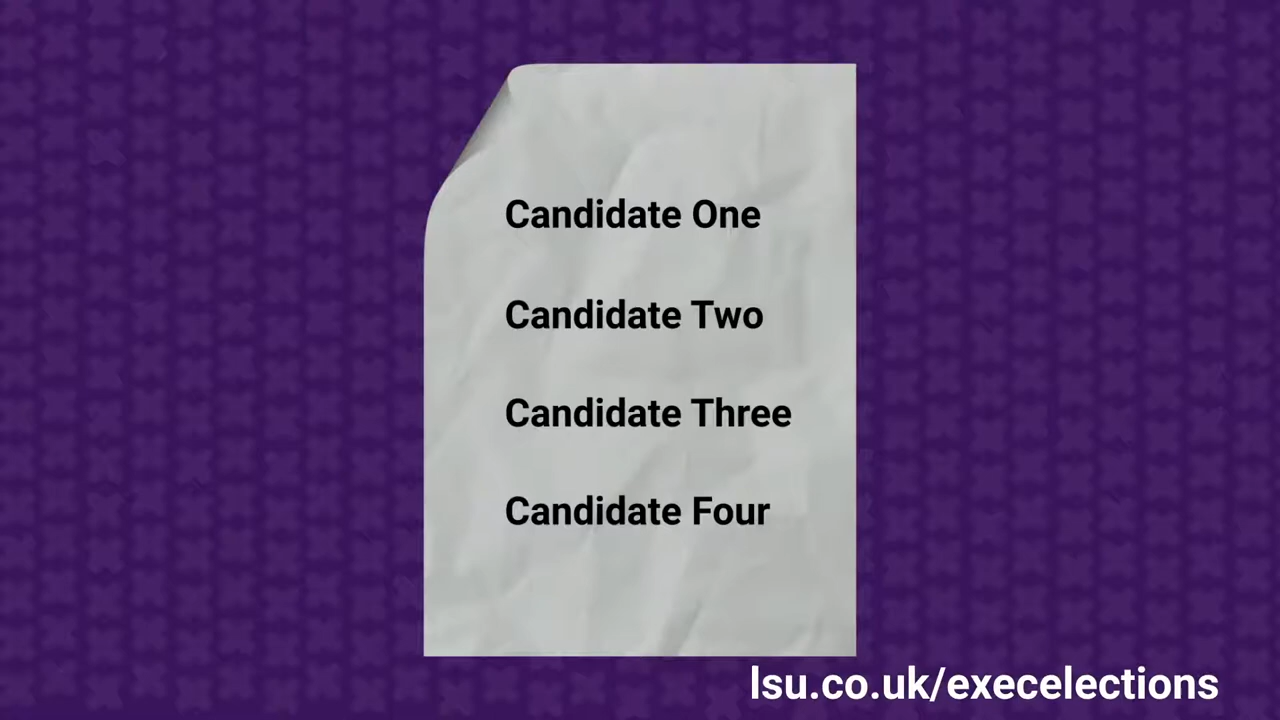 Candidate One
Candidate Two
Candidate Three
Candidate Four
lsu.co.uk/execelections